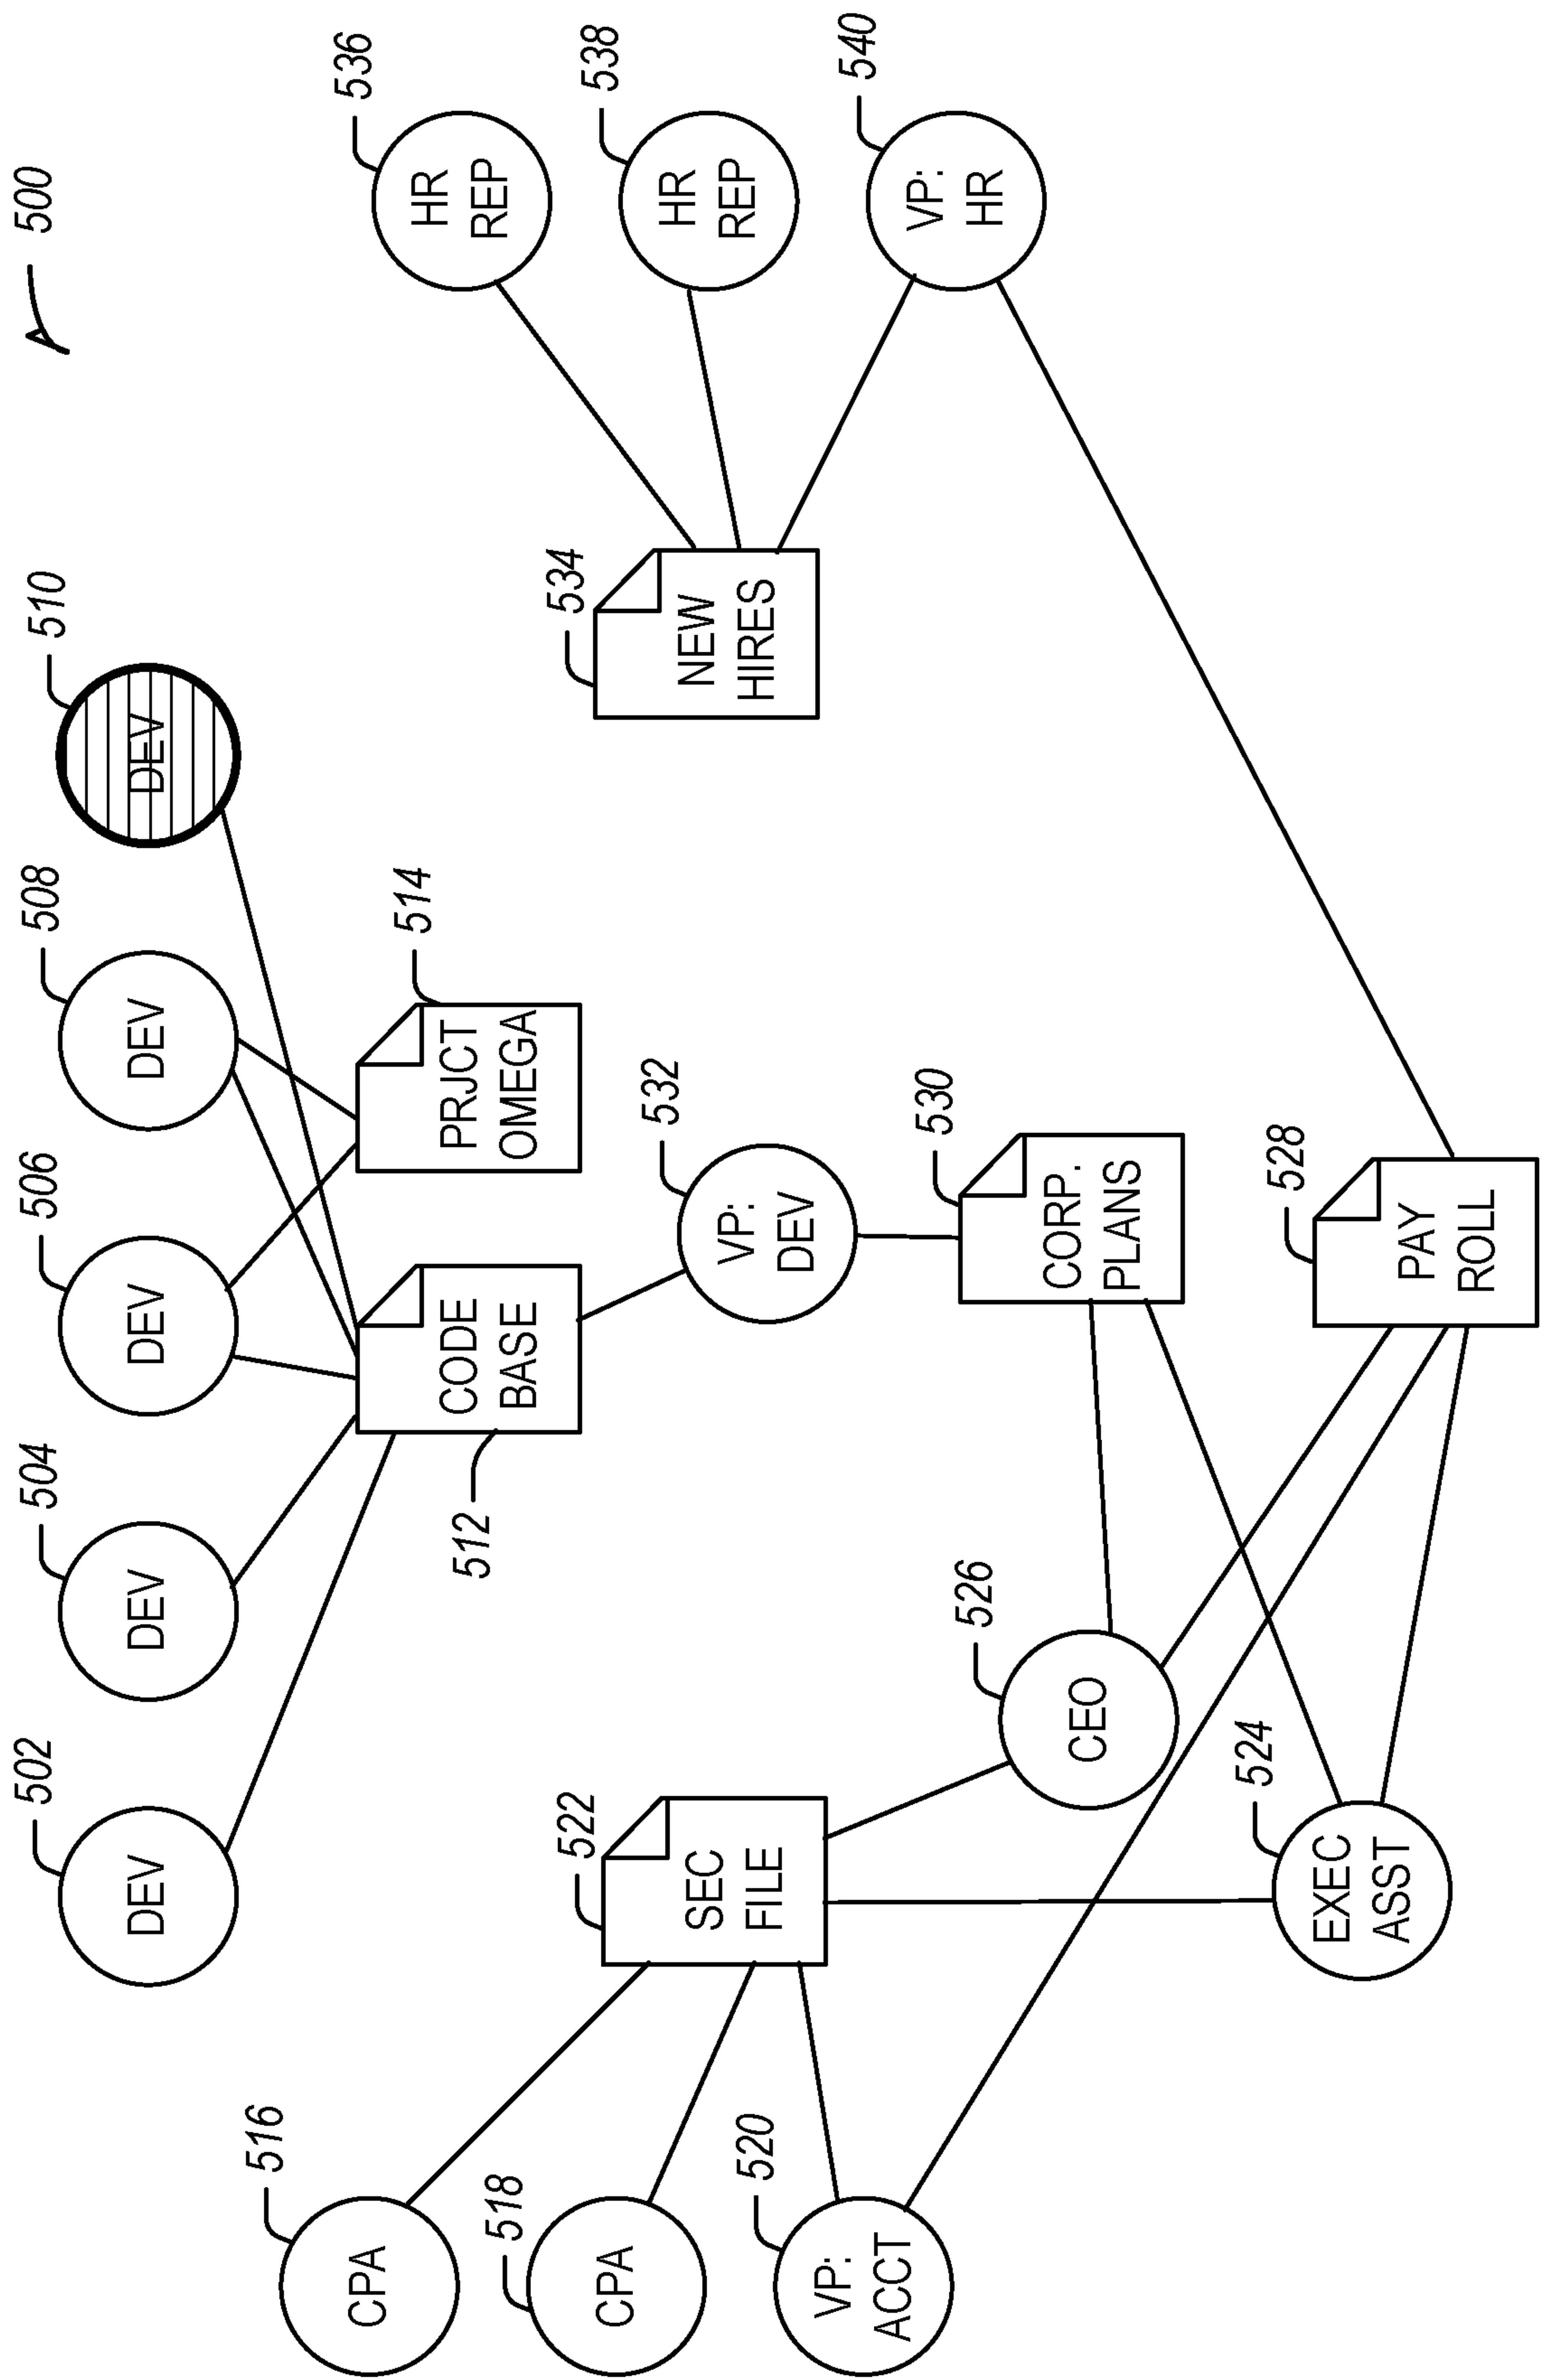 500
502
DEV
504
DEV
506
DEV
508
DEV
510
DEV
512
CODE
BASE
514
PRJCT
OMEGA
516
CPA
518
CPA
520
VP:
ACCT
522
SEC
FILE
532
VP:
DEV
534
NEW
HIRES
536
HR
REP
538
HR
REP
540
VP:
HR
526
CEO
530
CORP.
PLANS
524
EXEC
ASST
528
PAY
ROLL